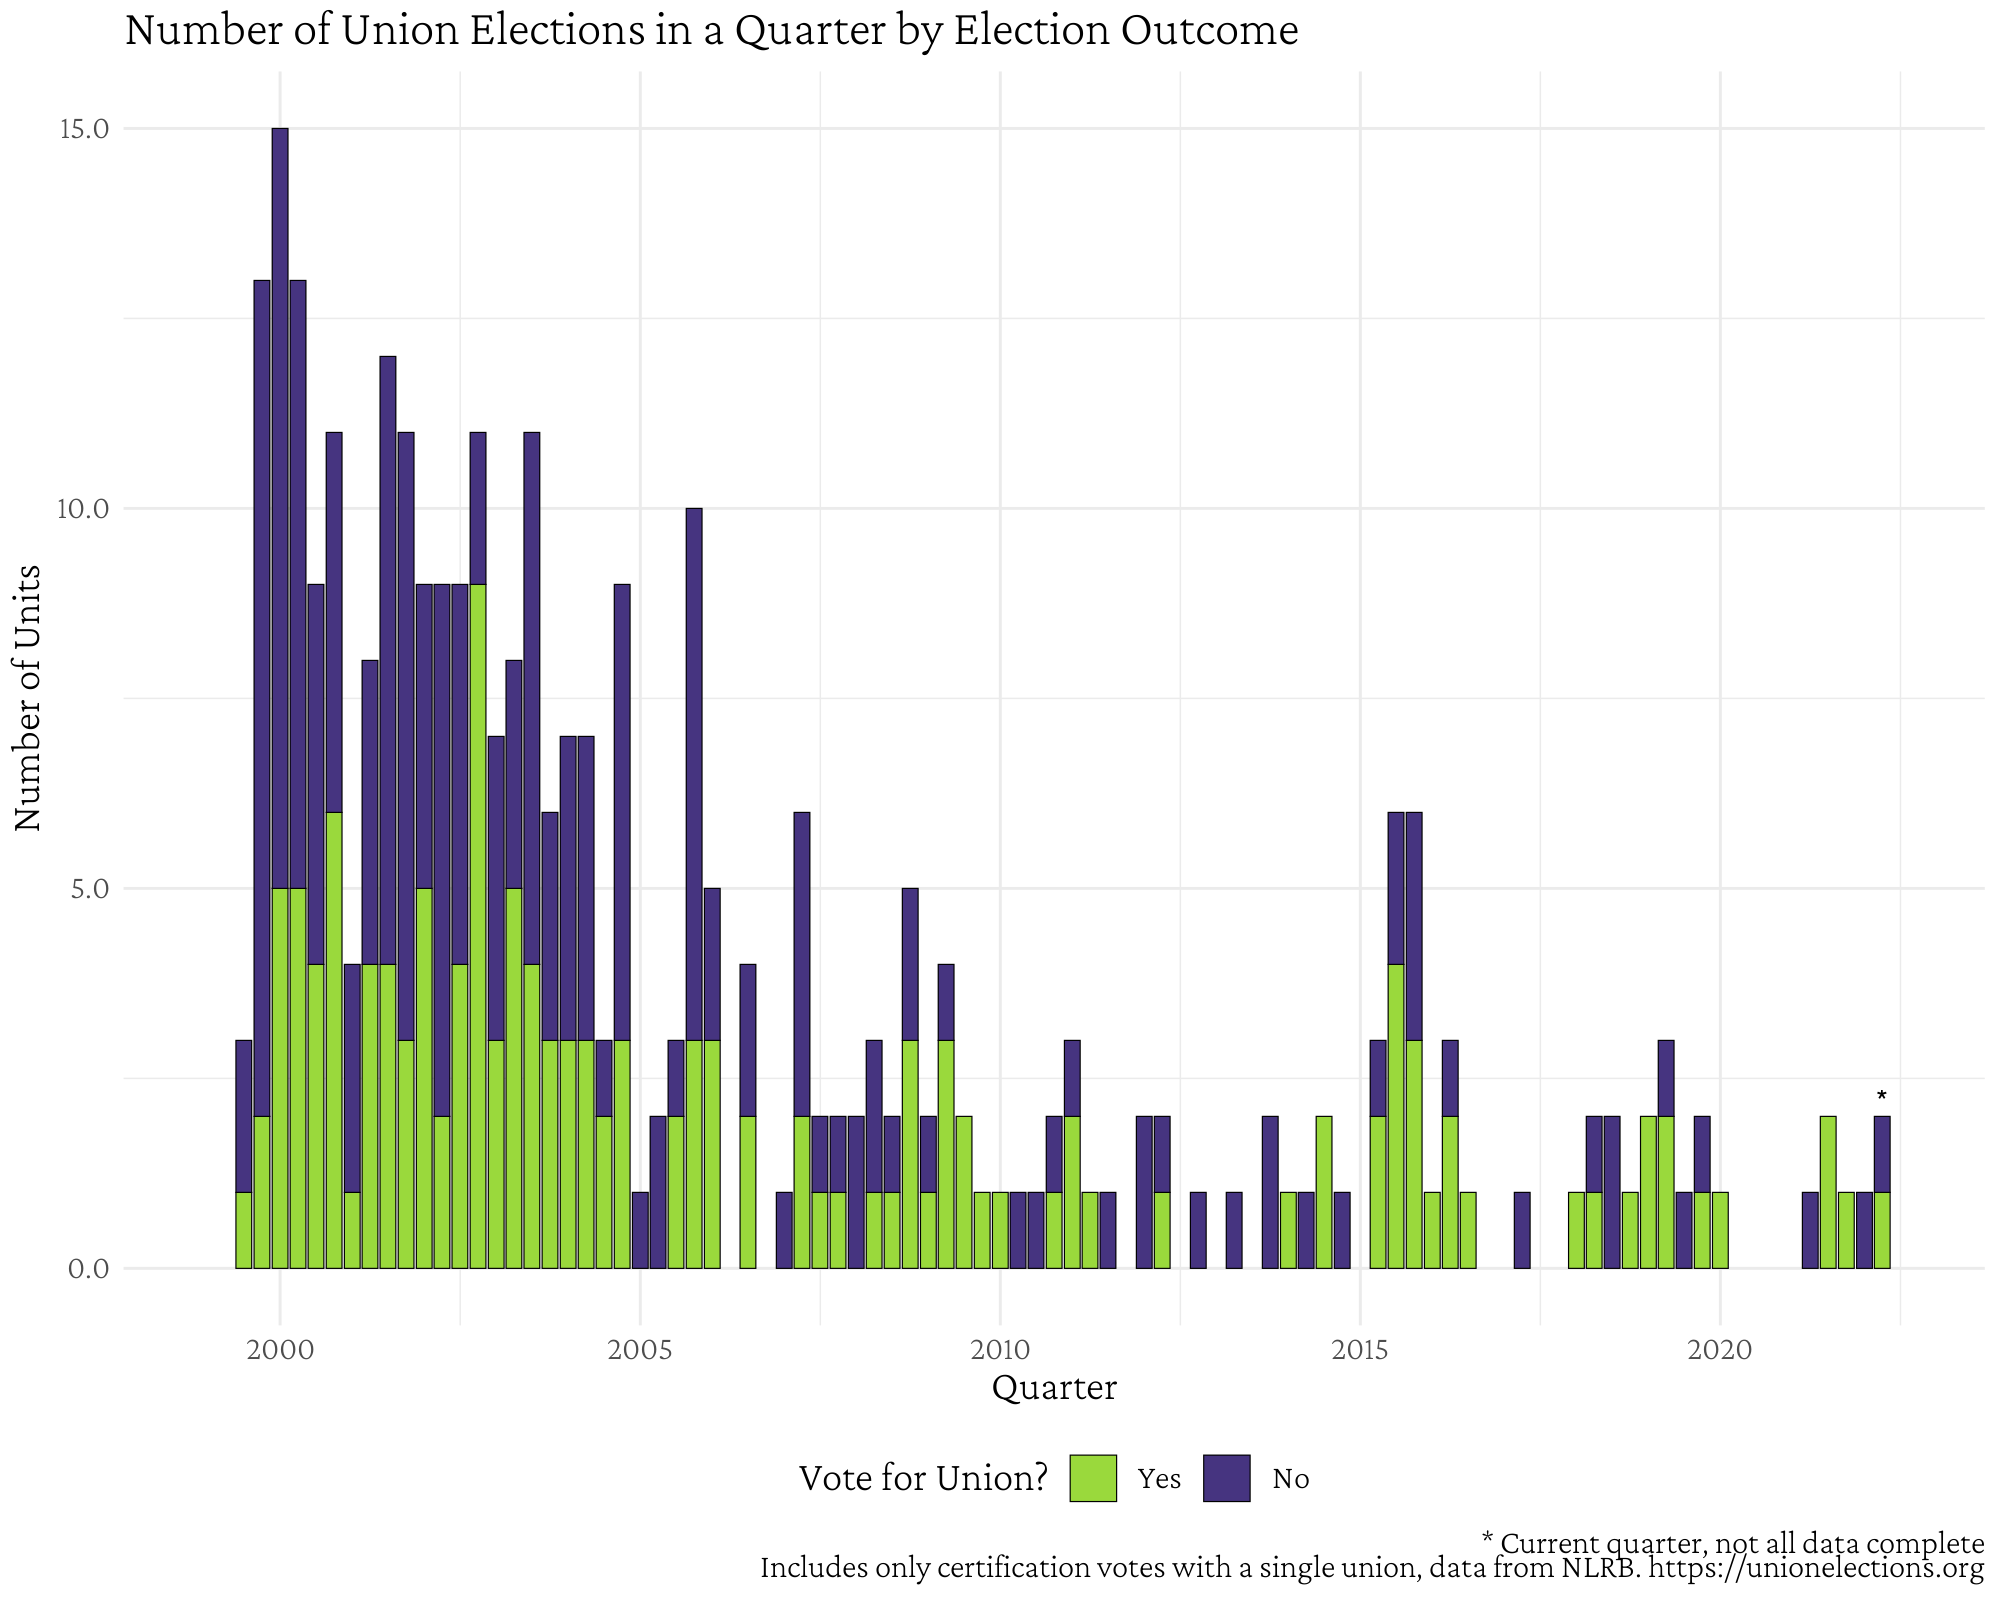 Number of Union Elections in a Quarter by Election Outcome
15.0
10.0
5.0
0.0
Number of Units
*
2000 2005 2010 2015 2020
Quarter
Vote for Union? Yes No
* Current quarter, not all data complete
Includes only certification votes with a single union, data from NLRB. https://unionelections.org